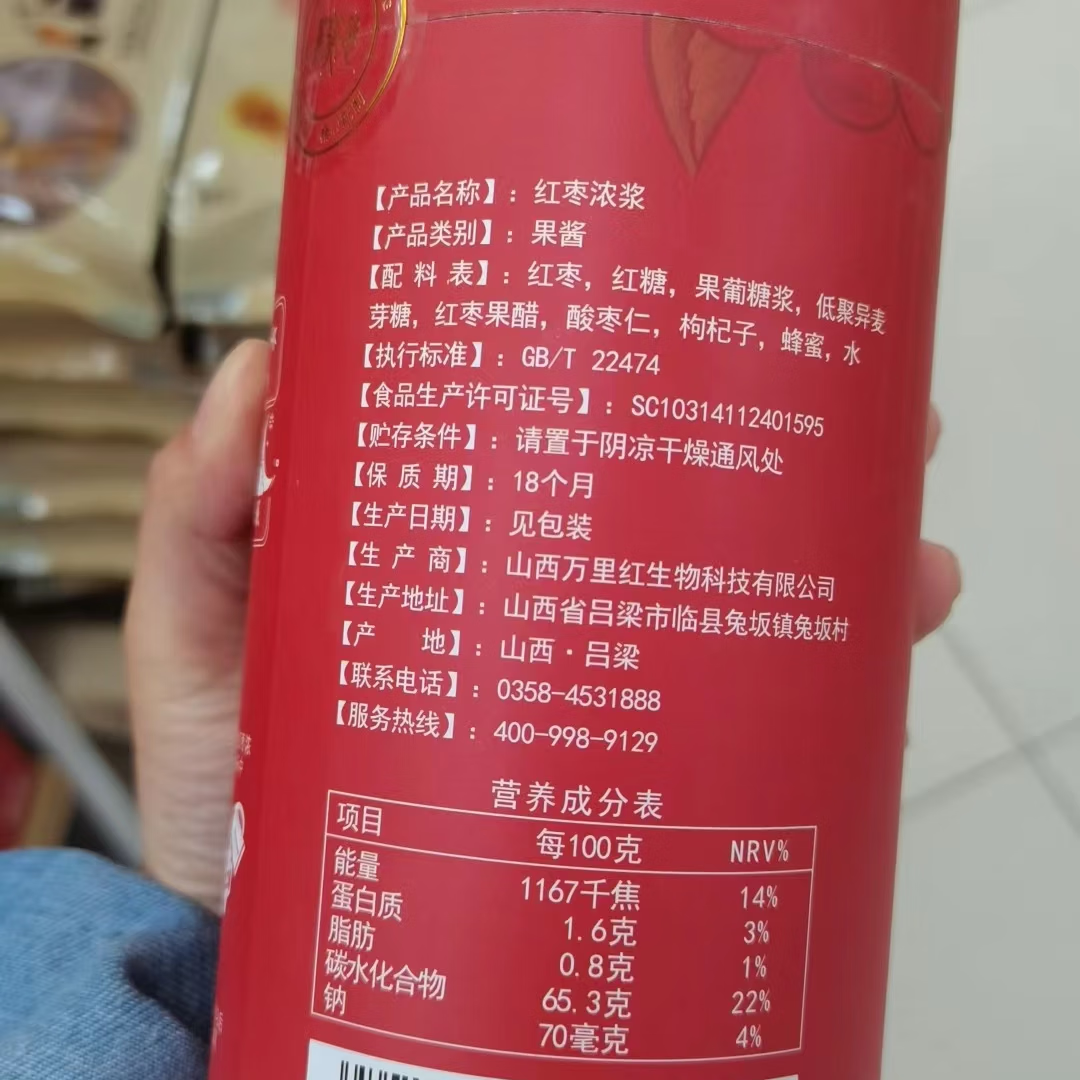 【产品名称】：红枣浓浆
【产品类别】：果酱
【配 料 表】：红枣，红糖，果葡糖浆，低聚异麦
芽糖，红枣果醋，酸枣仁，枸杞子，蜂蜜，水
【执行标准】：GB/T 22474
【食品生产许可证号】：SC10314112401595
【贮存条件】：请置于阴凉干燥通风处
【保 质 期】：18个月
【生产日期】：见包装
【生 产 商】：山西万里红生物科技有限公司
【生产地址】：山西省吕梁市临县兔坂镇兔坂村
【产 地】：山西·吕梁
【联系电话】：0358-4531888
【服务热线】：400-998-9129
营养成分表
项目 每100克 NRV%
能量 1167千焦 14%
蛋白质 1.6克 3%
脂肪 0.8克 1%
碳水化合物 65.3克 22%
钠 70毫克 4%